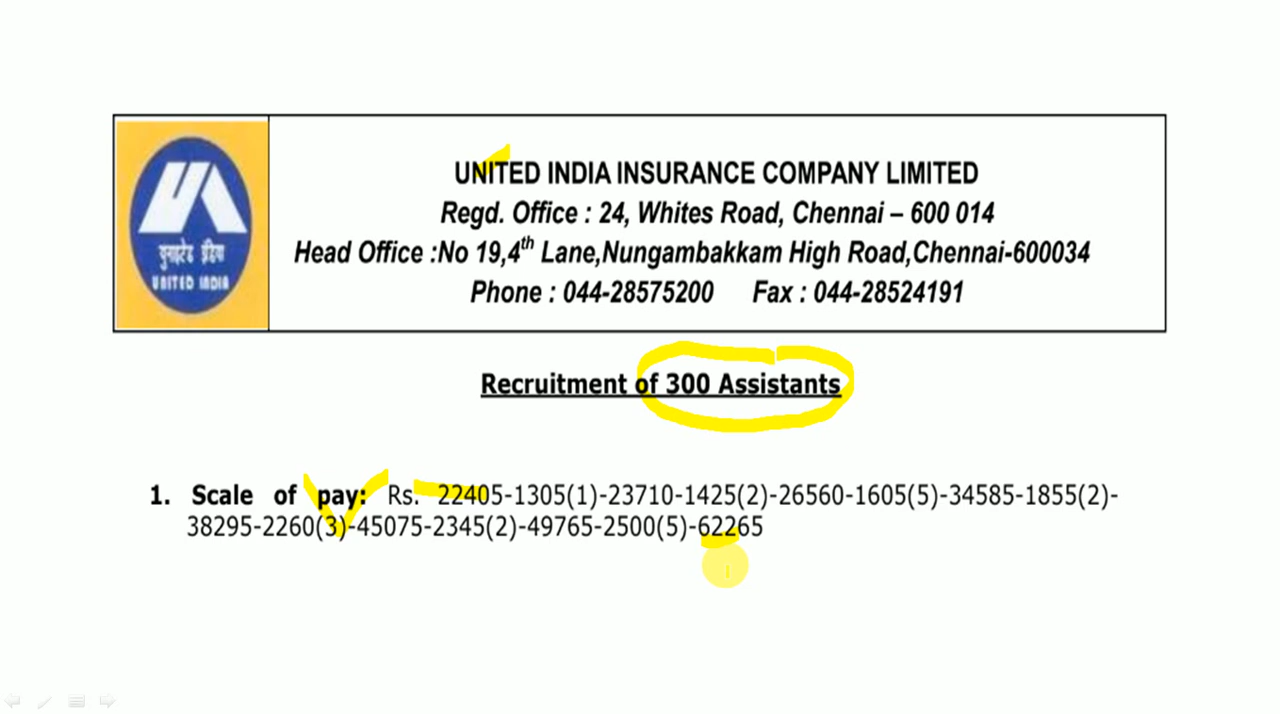 युनाइटेड इंडिया
UNITED INDIA
UNITED INDIA INSURANCE COMPANY LIMITED
Regd. Office : 24, Whites Road, Chennai – 600 014
Head Office :No 19,4th Lane,Nungambakkam High Road,Chennai-600034
Phone : 044-28575200 Fax : 044-28524191
Recruitment of 300 Assistants
1. Scale of pay: Rs. 22405-1305(1)-23710-1425(2)-26560-1605(5)-34585-1855(2)-
38295-2260(3)-45075-2345(2)-49765-2500(5)-62265